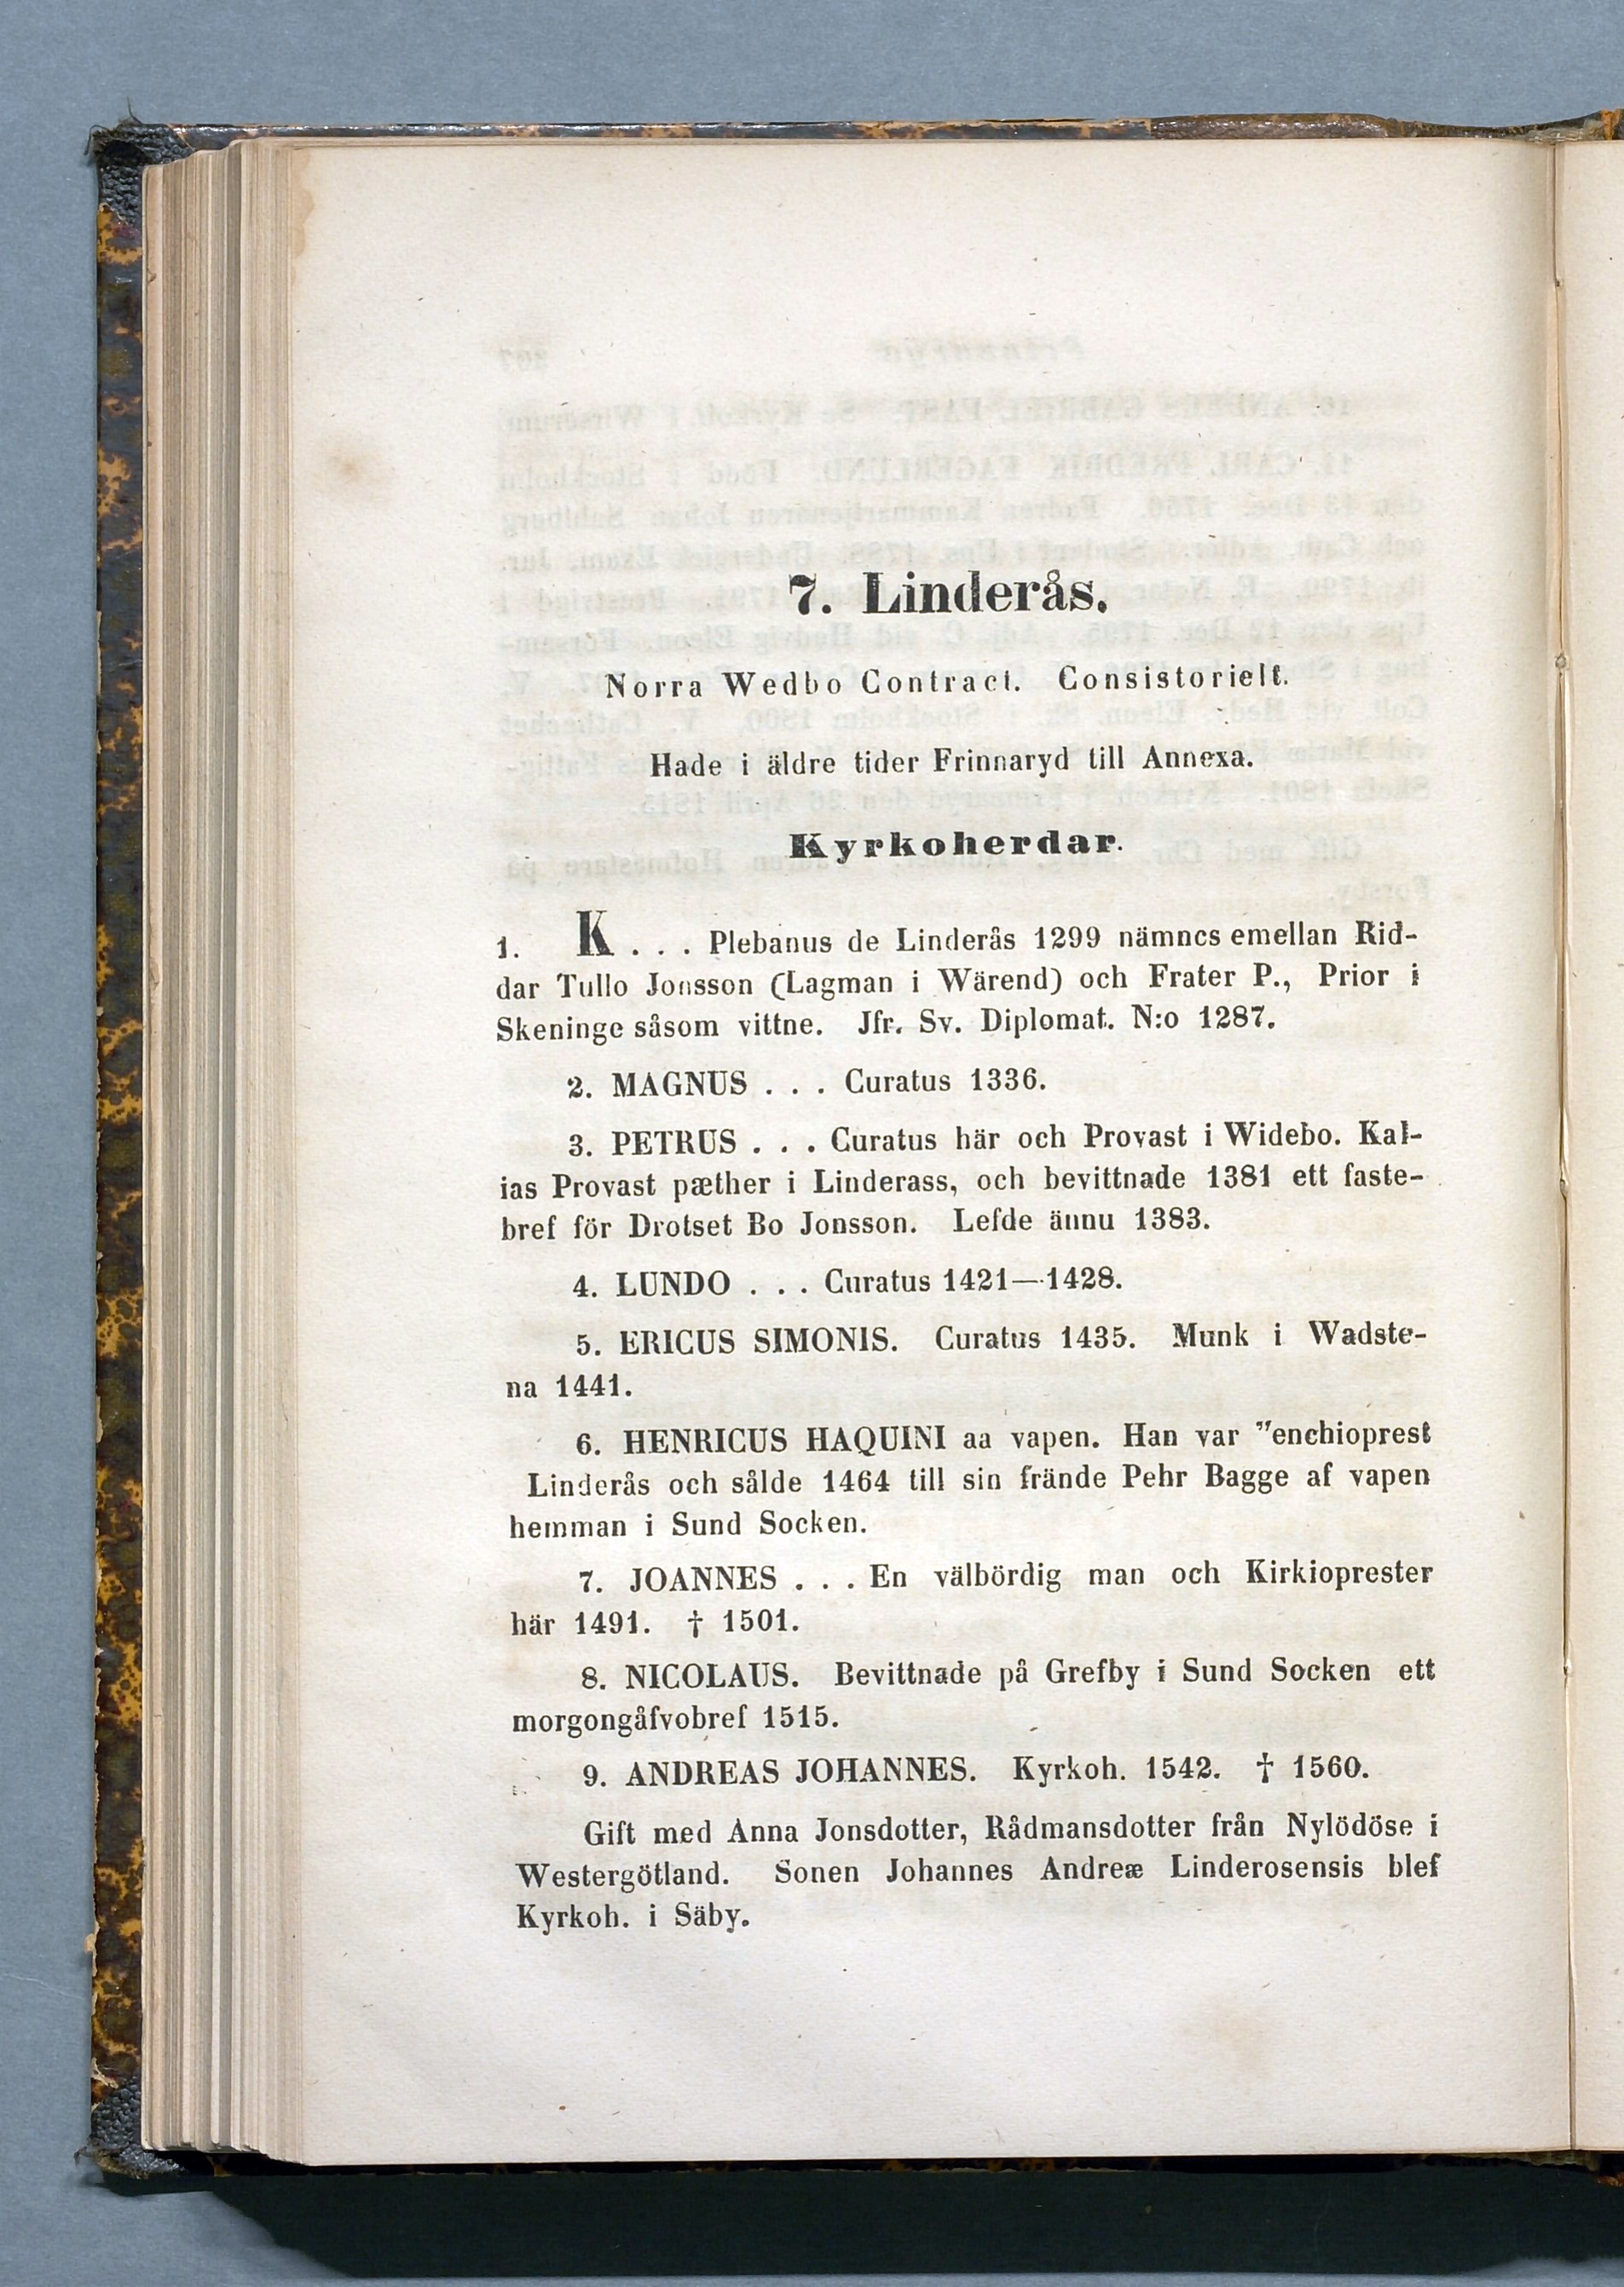 7. Linderås.
Norra Wedbo Contract. Consistorielt.
Hade i äldre tider Frinnaryd till Annexa.
Kyrkoherdar.
1. K . . . Plebanus de Linderås 1299 nämnes emellan Rid-
dar Tullo Jonsson (Lagman i Wärend) och Frater P., Prior i
Skeninge såsom vittne. Jfr. Sv. Diplomat. N:o 1287.
2. MAGNUS . . . Curatus 1336.
3. PETRUS . . . Curatus här och Provast i Widebo. Kal-
ias Provast pæther i Linderass, och bevittnade 1381 ett faste-
bref för Drotset Bo Jonsson. Lefde ännu 1383.
4. LUNDO . . . Curatus 1421—1428.
5. ERICUS SIMONIS. Curatus 1435. Munk i Wadste-
na 1441.
6. HENRICUS HAQUINI aa vapen. Han var "enchioprest
Linderås och sålde 1464 till sin frände Pehr Bagge af vapen
hemman i Sund Socken.
7. JOANNES . . . En välbördig man och Kirkioprester
här 1491. † 1501.
8. NICOLAUS. Bevittnade på Grefby i Sund Socken ett
morgongåfvobref 1515.
9. ANDREAS JOHANNES. Kyrkoh. 1542. † 1560.
Gift med Anna Jonsdotter, Rådmansdotter från Nylödöse i
Westergötland. Sonen Johannes Andreæ Linderosensis blef
Kyrkoh. i Säby.